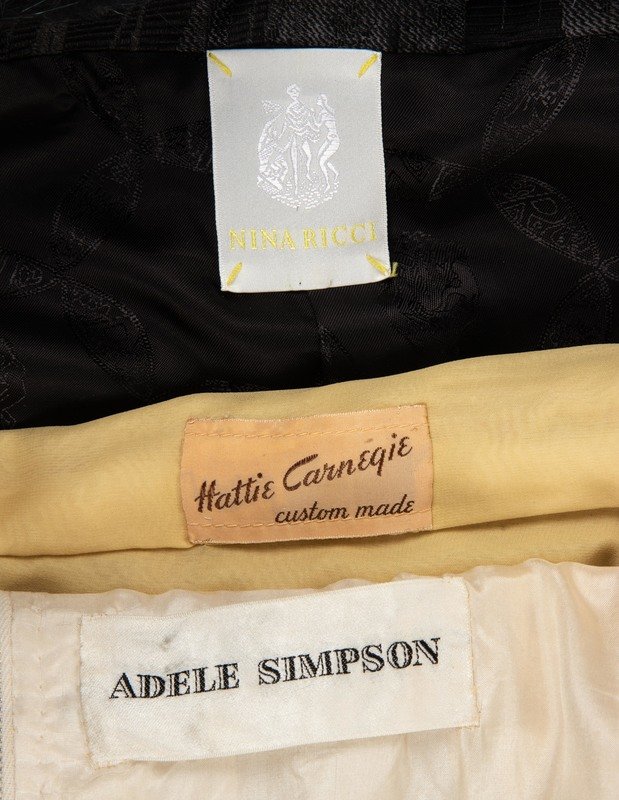 NINA RICCI
Hattie Carnegie
custom made
ADELE SIMPSON